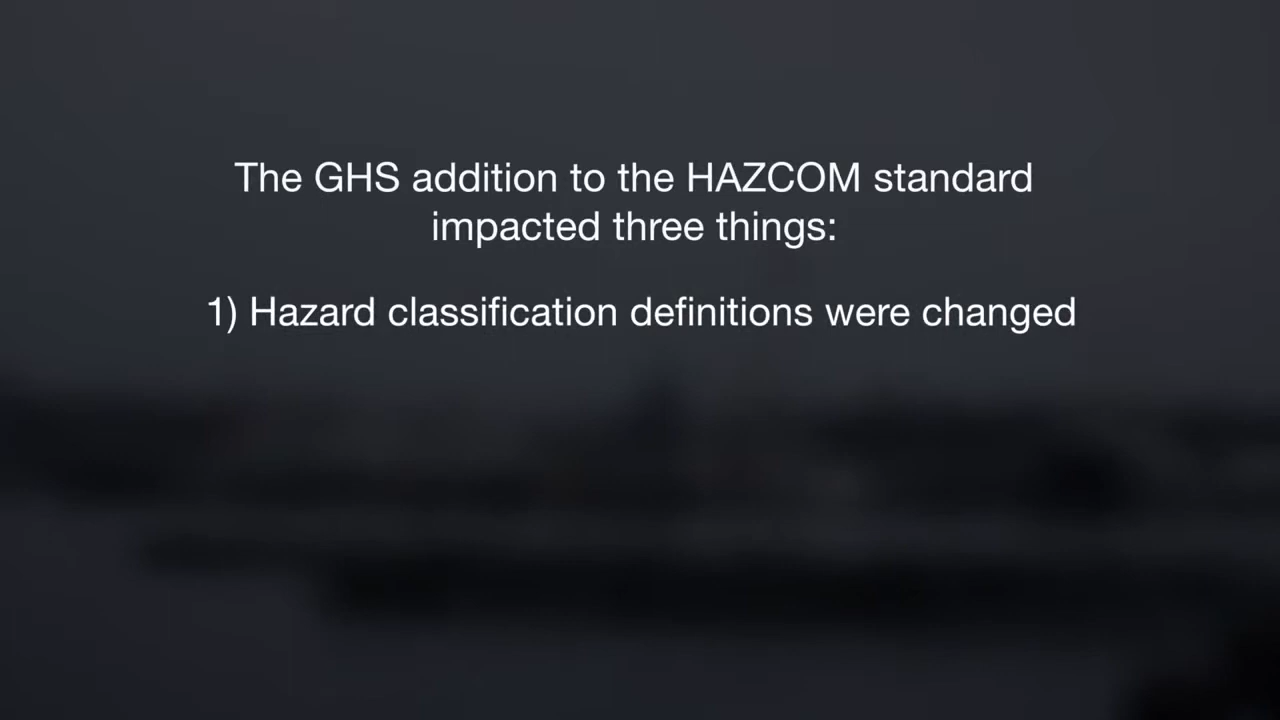 The GHS addition to the HAZCOM standard
impacted three things:
1) Hazard classification definitions were changed